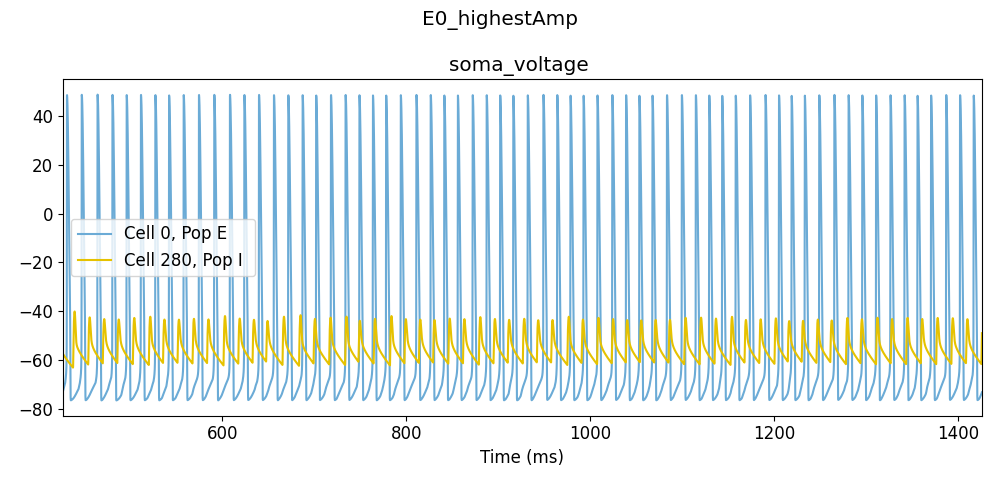 E0_highestAmp
soma_voltage
40
20
0
−20
−40
−60
−80
Cell 0, Pop E
Cell 280, Pop I
600 800 1000 1200 1400
Time (ms)